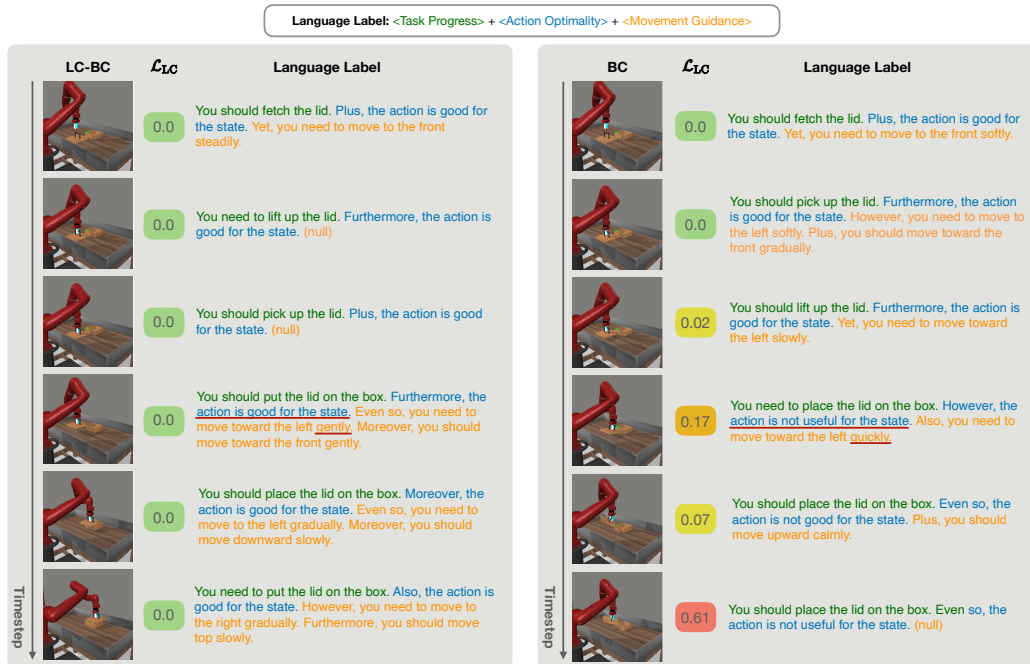 Language Label: <Task Progress> + <Action Optimality> + <Movement Guidance>
LC-BC
ℒLC
Language Label
0.0
You should fetch the lid. Plus, the action is good for
the state. Yet, you need to move to the front
steadily.
0.0
You need to lift up the lid. Furthermore, the action is
good for the state. (null)
0.0
You should pick up the lid. Plus, the action is good
for the state. (null)
0.0
You should put the lid on the box. Furthermore, the
action is good for the state. Even so, you need to
move toward the left gently. Moreover, you should
move toward the front gently.
0.0
You should place the lid on the box. Moreover, the
action is good for the state. Even so, you need to
move to the left gradually. Moreover, you should
move downward slowly.
0.0
You need to put the lid on the box. Also, the action is
good for the state. However, you need to move to
the right gradually. Furthermore, you should move
top slowly.
Timestep
BC
ℒLC
Language Label
0.0
You should fetch the lid. Plus, the action is good for
the state. Yet, you need to move to the front softly.
0.0
You should pick up the lid. Furthermore, the action
is good for the state. However, you need to move to
the left softly. Plus, you should move toward the
front gradually.
0.02
You should lift up the lid. Furthermore, the action is
good for the state. Yet, you need to move toward
the left slowly.
0.17
You need to place the lid on the box. However, the
action is not useful for the state. Also, you need to
move toward the left quickly.
0.07
You should place the lid on the box. Even so, the
action is not good for the state. Plus, you should
move upward calmly.
0.61
You should place the lid on the box. Even so, the
action is not useful for the state. (null)
Timestep